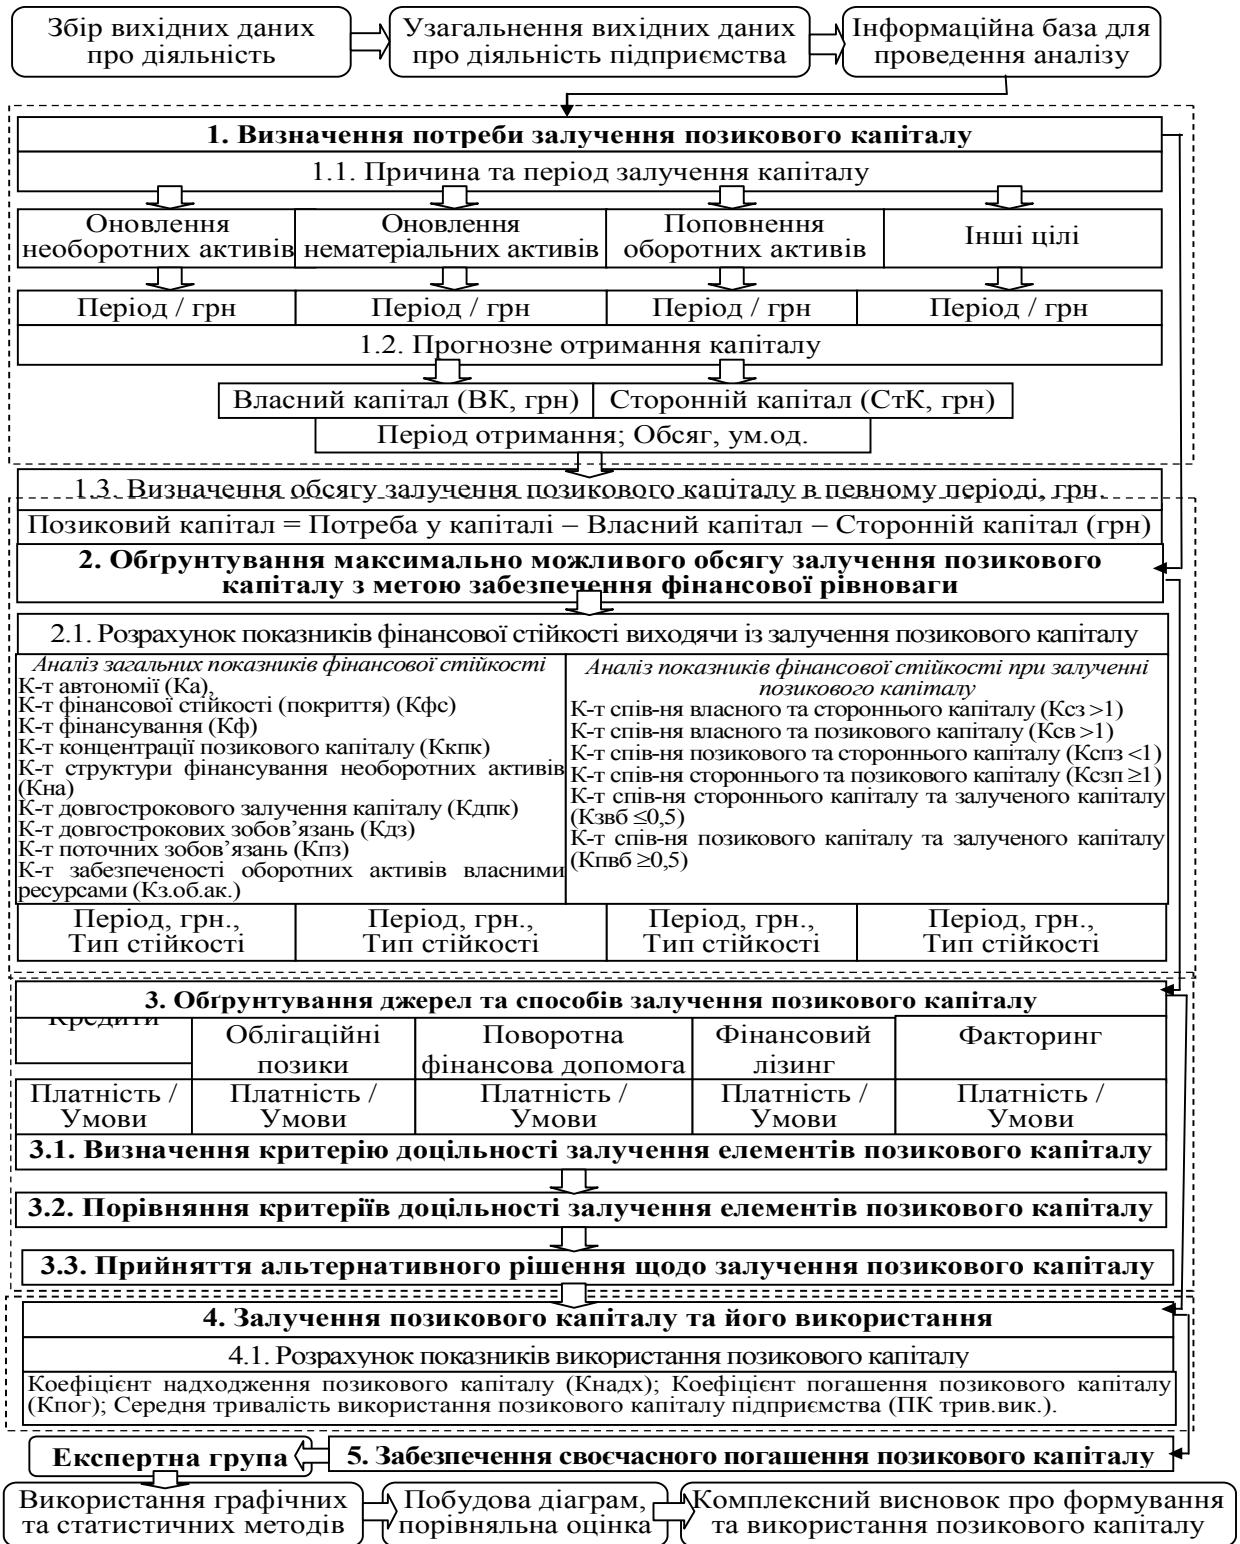 Збір вихідних даних
про діяльність
Узагальнення вихідних даних
про діяльність підприємства
Інформаційна база для
проведення аналізу
1. Визначення потреби залучення позикового капіталу
1.1. Причина та період залучення капіталу
Оновлення
необоротних активів
Оновлення
нематеріальних активів
Поповнення
оборотних активів
Інші цілі
Період / грн
Період / грн
Період / грн
Період / грн
1.2. Прогнозне отримання капіталу
Власний капітал (ВК, грн)
Сторонній капітал (СтК, грн)
Період отримання; Обсяг, ум.од.
1.3. Визначення обсягу залучення позикового капіталу в певному періоді, грн.
Позиковий капітал = Потреба у капіталі – Власний капітал – Сторонній капітал (грн)
2. Обґрунтування максимально можливого обсягу залучення позикового
капіталу з метою забезпечення фінансової рівноваги
2.1. Розрахунок показників фінансової стійкості виходячи із залучення позикового капіталу
Аналіз загальних показників фінансової стійкості
К-т автономії (Ка),
К-т фінансової стійкості (покриття) (Кфс)
К-т фінансування (Кф)
К-т концентрації позикового капіталу (Ккпк)
К-т структури фінансування необоротних активів
(Кна)
К-т довгострокового залучення капіталу (Кдпк)
К-т довгострокових зобов’язань (Кдз)
К-т поточних зобов’язань (Кпз)
К-т забезпеченості оборотних активів власними
ресурсами (Кз.об.ак.)
Аналіз показників фінансової стійкості при залученні
позикового капіталу
К-т спів-ня власного та стороннього капіталу (Ксз >1)
К-т спів-ня власного та позикового капіталу (Ксв >1)
К-т спів-ня позикового та стороннього капіталу (Кспз <1)
К-т спів-ня стороннього та позикового капіталу (Ксзп ≥1)
К-т спів-ня стороннього капіталу та залученого капіталу
(Кзвб ≤0,5)
К-т спів-ня позикового капіталу та залученого капіталу
(Кпвб ≥0,5)
Період, грн.,
Тип стійкості
Період, грн.,
Тип стійкості
Період, грн.,
Тип стійкості
Період, грн.,
Тип стійкості
3. Обґрунтування джерел та способів залучення позикового капіталу
Кредити
Облігаційні
позики
Поворотна
фінансова допомога
Фінансовий
лізинг
Факторинг
Платність /
Умови
Платність /
Умови
Платність /
Умови
Платність /
Умови
Платність /
Умови
3.1. Визначення критерію доцільності залучення елементів позикового капіталу
3.2. Порівняння критеріїв доцільності залучення елементів позикового капіталу
3.3. Прийняття альтернативного рішення щодо залучення позикового капіталу
4. Залучення позикового капіталу та його використання
4.1. Розрахунок показників використання позикового капіталу
Коефіцієнт надходження позикового капіталу (Кнадх); Коефіцієнт погашення позикового капіталу
(Кпог); Середня тривалість використання позикового капіталу підприємства (ПК трив.вик.).
Експертна група
5. Забезпечення своєчасного погашення позикового капіталу
Використання графічних
та статистичних методів
Побудова діаграм,
порівняльна оцінка
Комплексний висновок про формування
та використання позикового капіталу